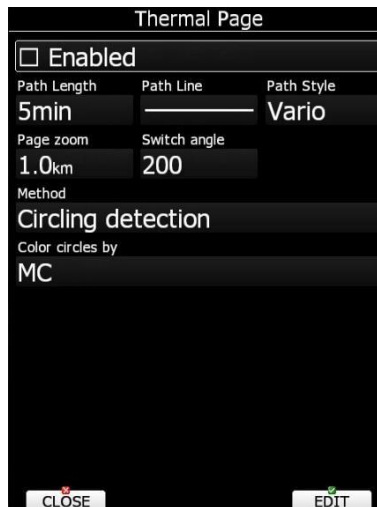 Thermal Page
Enabled
Path Length Path Line Path Style
5min Vario
Page zoom Switch angle
1.0km 200
Method
Circling detection
Color circles by
MC
CLOSE EDIT